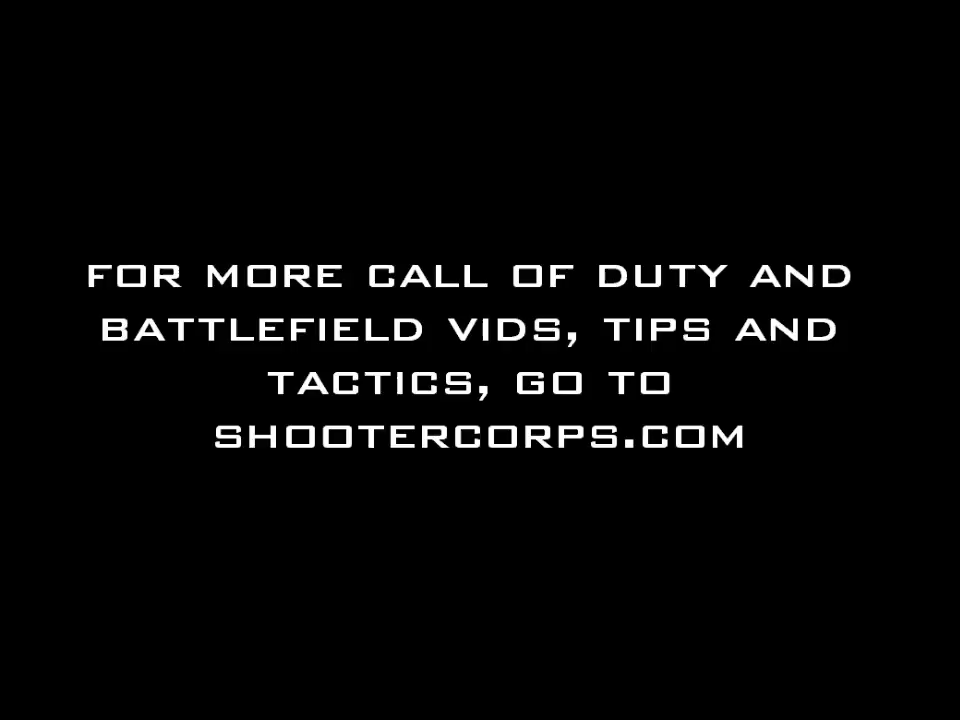 FOR MORE CALL OF DUTY AND
BATTLEFIELD VIDS, TIPS AND
TACTICS, GO TO
SHOOTERCORPS.COM